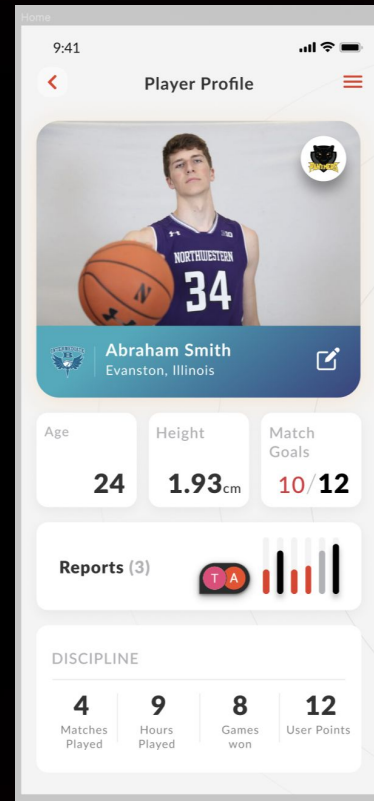 Home
9:41
Player Profile
PANTHERS
NORTHWESTERN
34
N
Abraham Smith
Evanston, Illinois
Age
Height
Match
Goals
24
1.93cm
10/12
Reports (3)
T A
DISCIPLINE
4 9 8 12
Matches Hours Games User Points
Played Played won